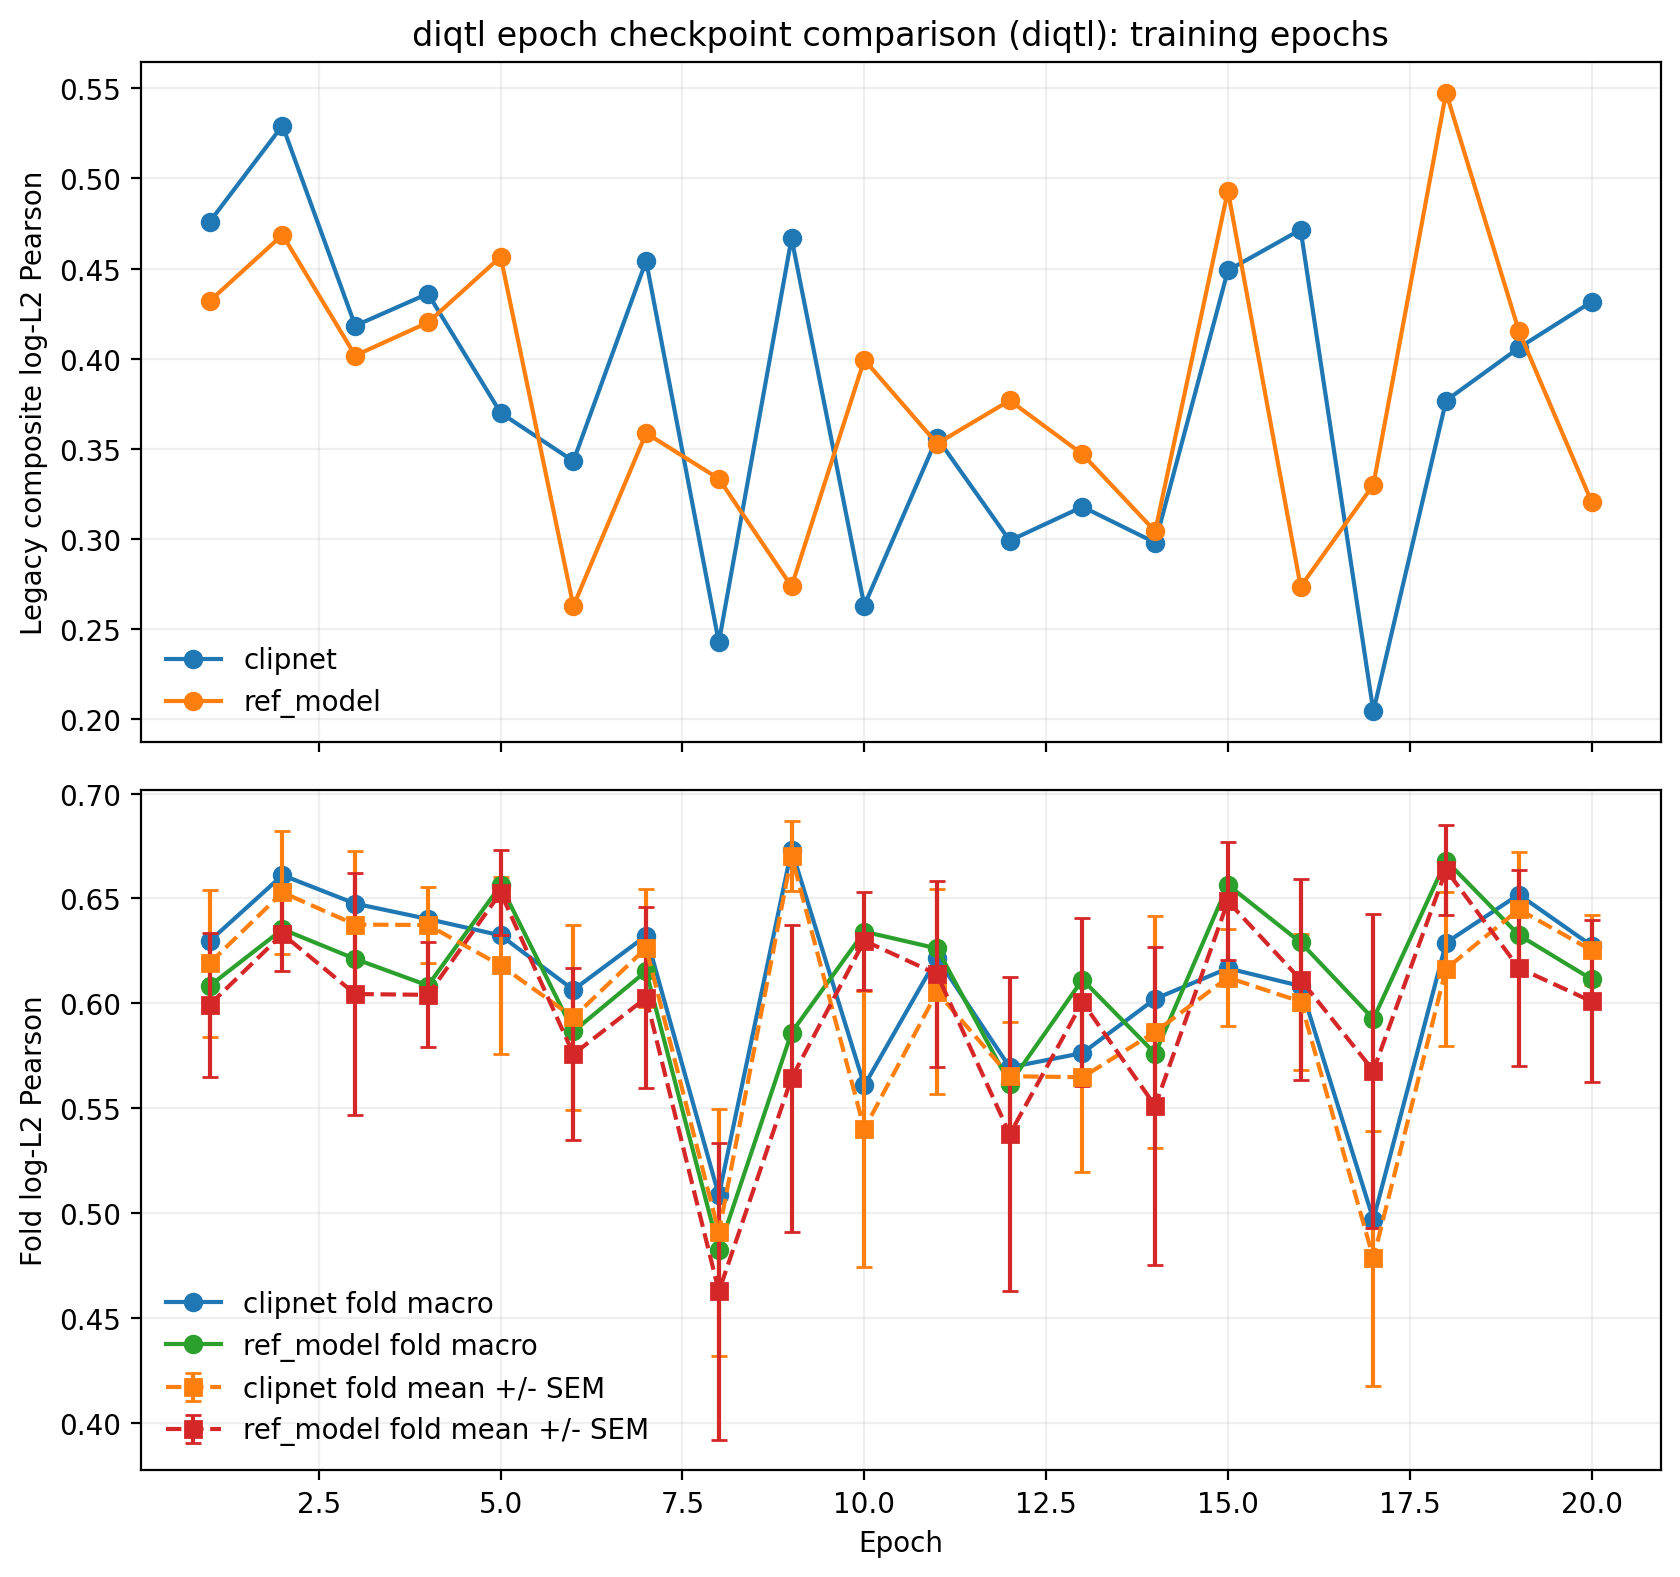 diqtl epoch checkpoint comparison (diqtl): training epochs
Legacy composite log-L2 Pearson
0.55
0.50
0.45
0.40
0.35
0.30
0.25
0.20
clipnet
ref_model
Fold log-L2 Pearson
0.70
0.65
0.60
0.55
0.50
0.45
0.40
clipnet fold macro
ref_model fold macro
clipnet fold mean +/- SEM
ref_model fold mean +/- SEM
2.5 5.0 7.5 10.0 12.5 15.0 17.5 20.0
Epoch